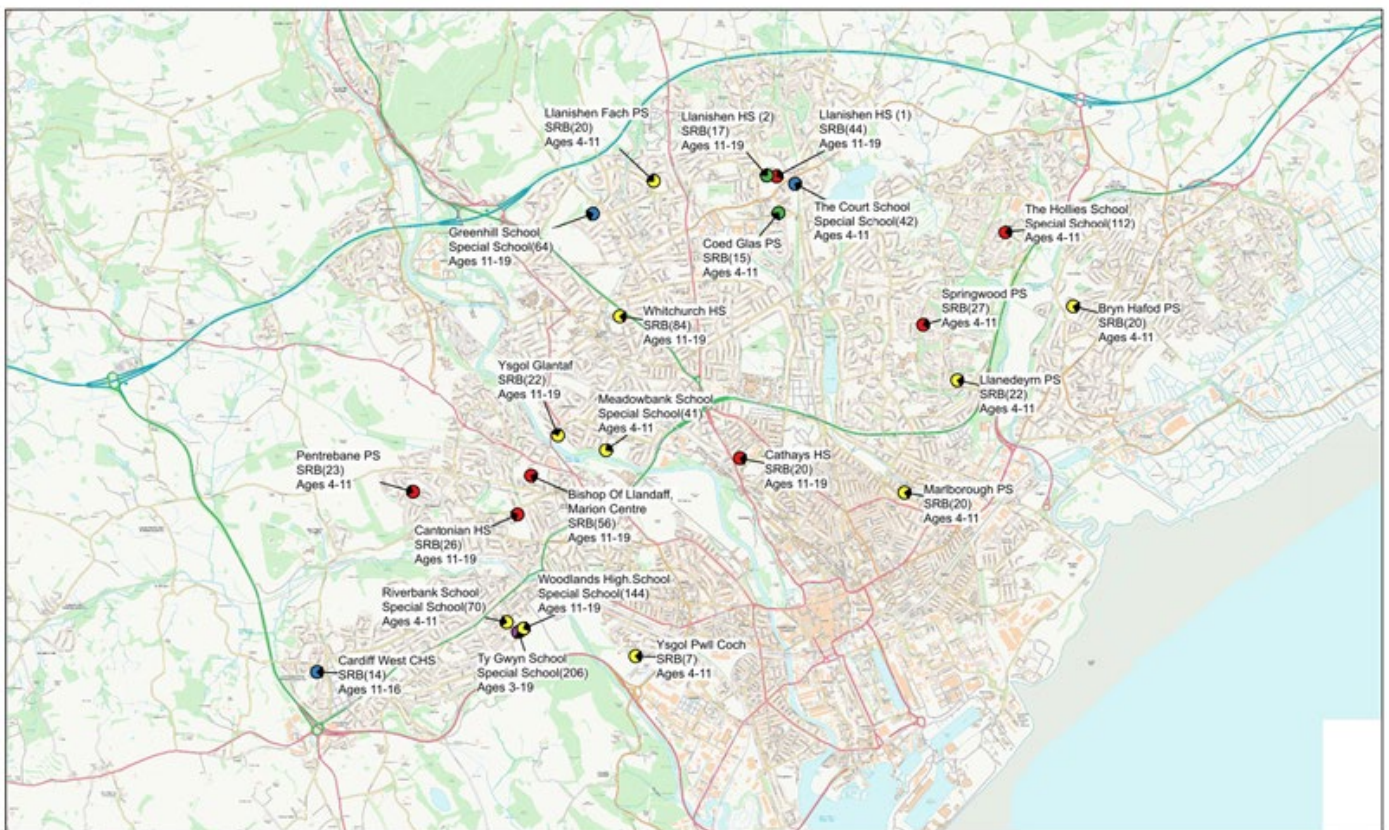 Llanishen Fach PS
SRB(20)
Ages 4-11
Llanishen HS (2)
SRB(17)
Ages 11-19
Llanishen HS (1)
SRB(44)
Ages 11-19
The Court School
Special School(42)
Ages 4-11
The Hollies School
Special School(112)
Ages 4-11
Greenhill School
Special School(64)
Ages 11-19
Coed Glas PS
SRB(15)
Ages 4-11
Whitchurch HS
SRB(84)
Ages 11-19
Springwood PS
SRB(27)
Ages 4-11
Bryn Hafod PS
SRB(20)
Ages 4-11
Ysgol Glantaf
SRB(22)
Ages 11-19
Meadowbank School
Special School(41)
Ages 4-11
Llanedeyrn PS
SRB(22)
Ages 4-11
Pentrebane PS
SRB(23)
Ages 4-11
Cathays HS
SRB(20)
Ages 11-19
Bishop Of Llandaff,
Marion Centre
SRB(56)
Ages 11-19
Marlborough PS
SRB(20)
Ages 4-11
Cantonian HS
SRB(26)
Ages 11-19
Woodlands High School
Special School(144)
Ages 11-19
Riverbank School
Special School(70)
Ages 4-11
Ysgol Pwll Coch
SRB(7)
Ages 4-11
Ty Gwyn School
Special School(206)
Ages 3-19
Cardiff West CHS
SRB(14)
Ages 11-16